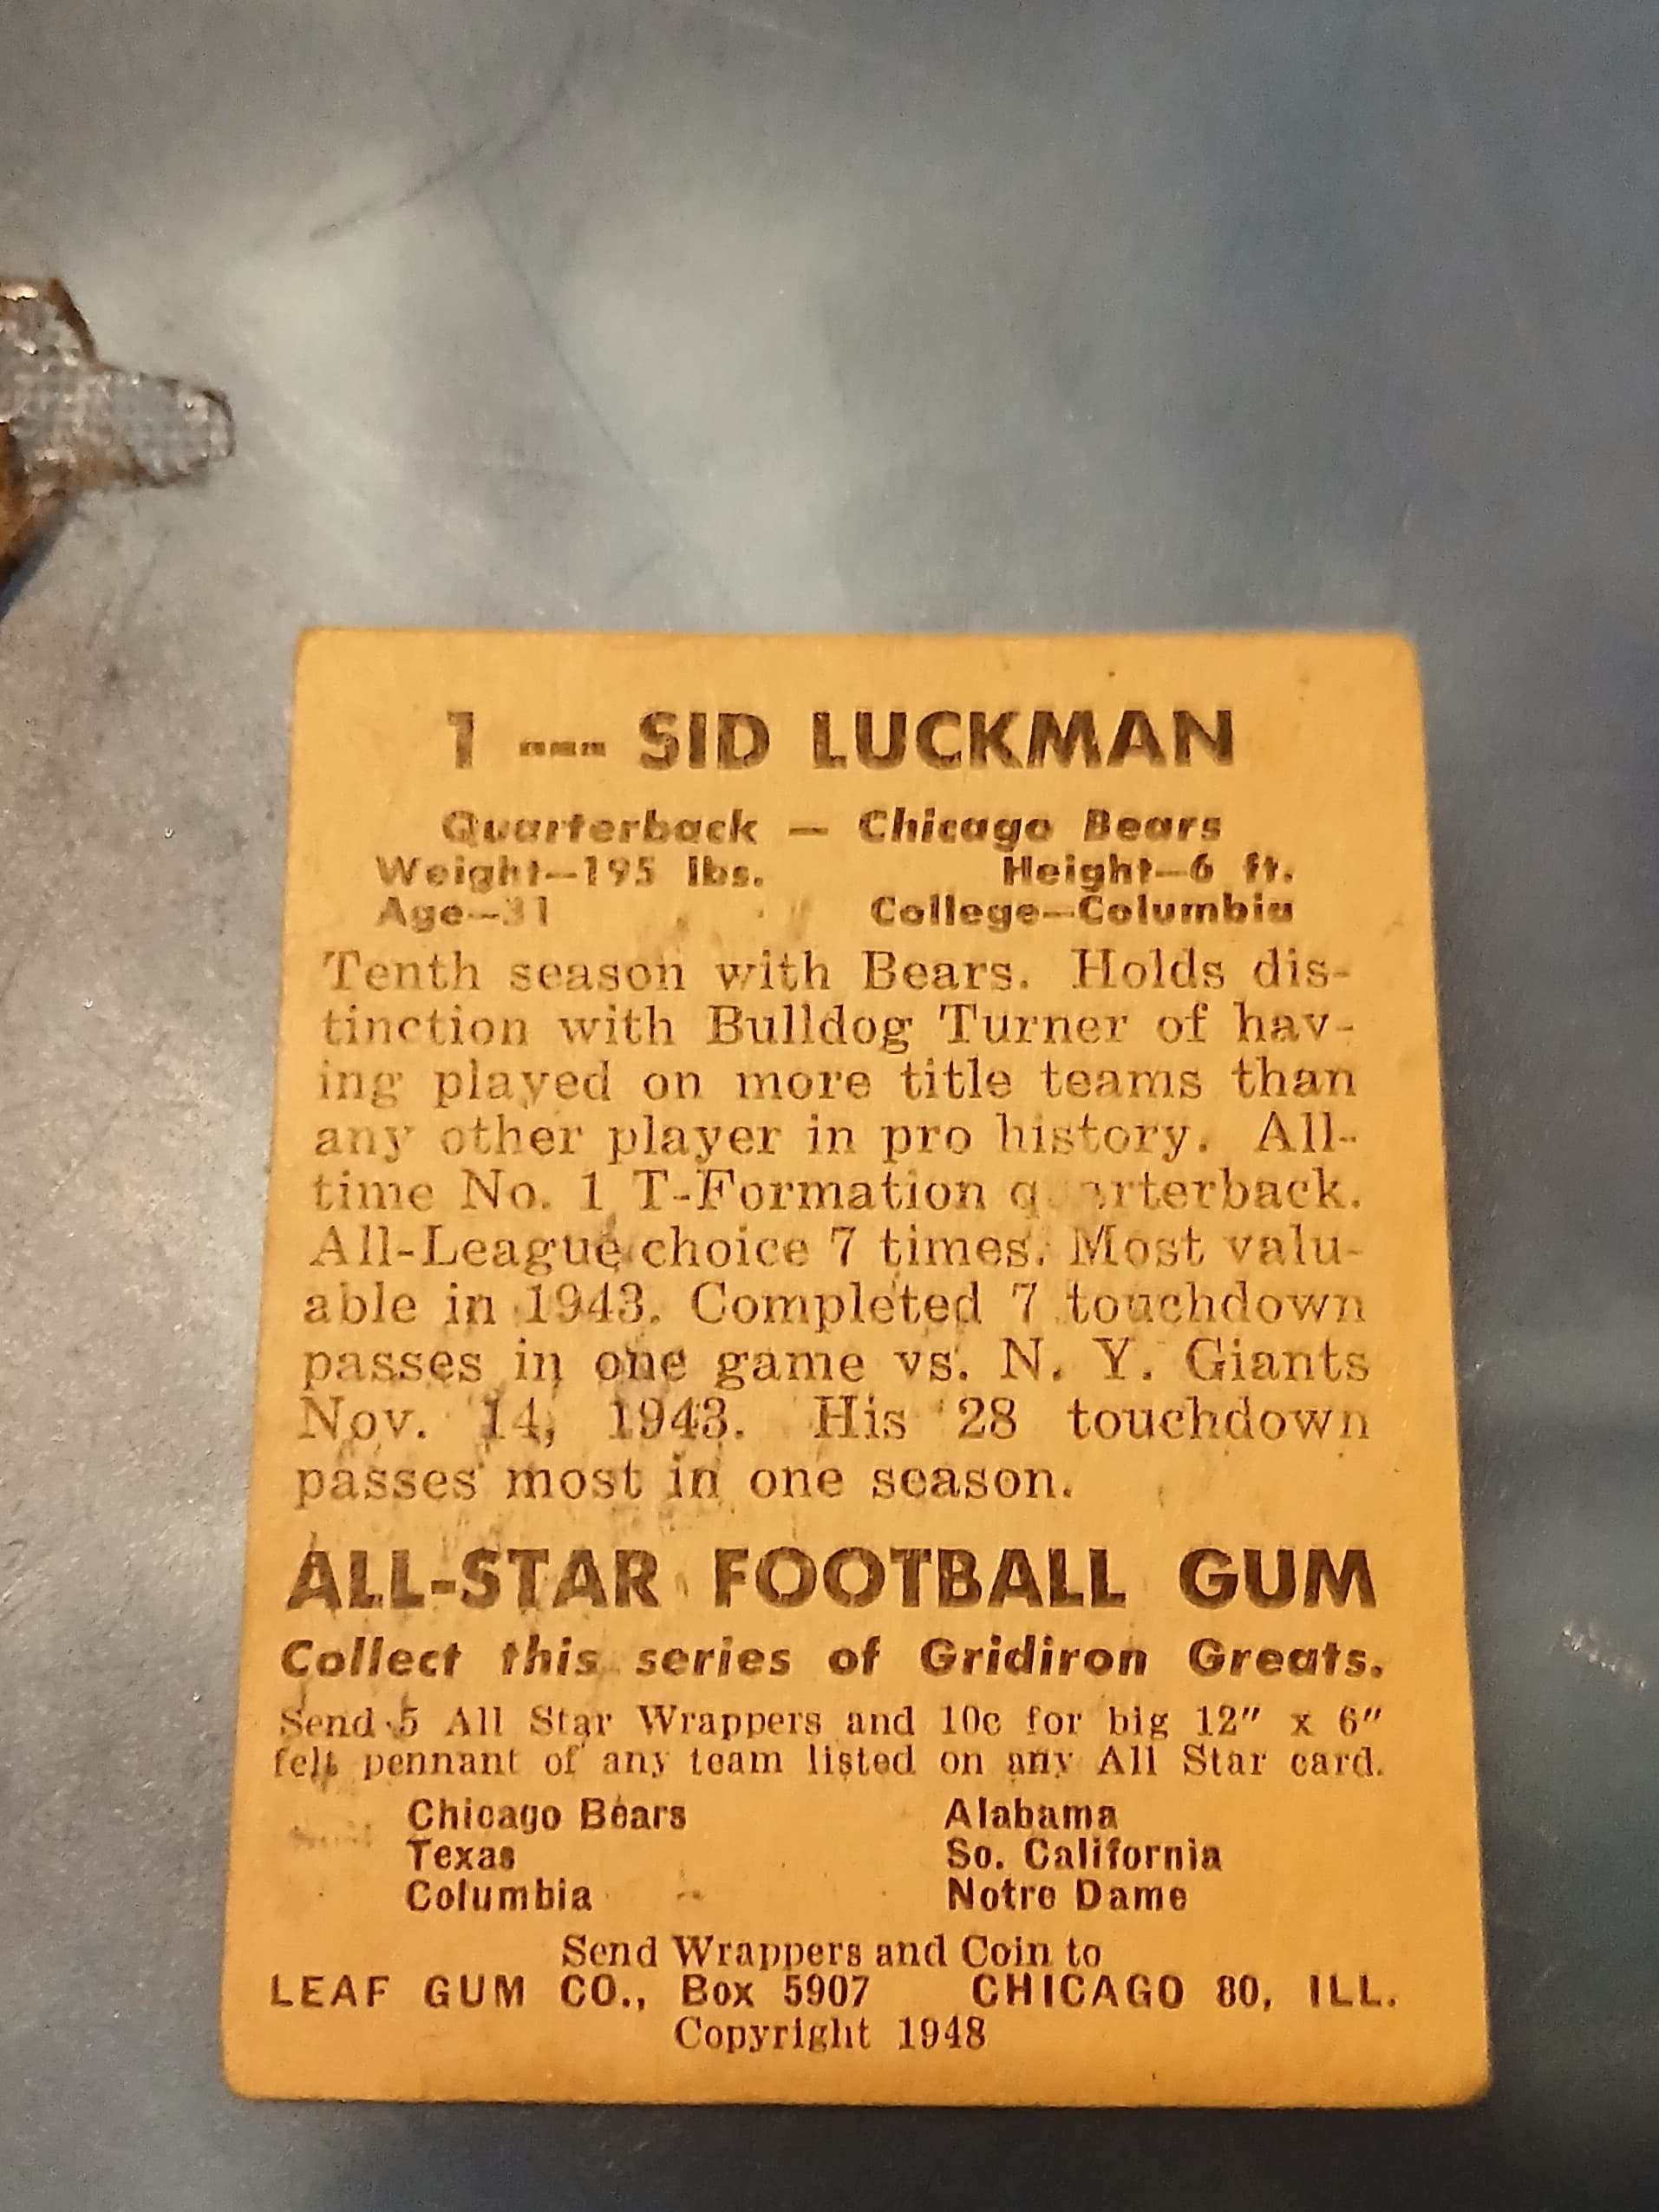 1 --- SID LUCKMAN
Quarterback — Chicago Bears
Weight—195 lbs. Height—6 ft.
Age—31 College—Columbia
Tenth season with Bears. Holds dis-
tinction with Bulldog Turner of hav-
ing played on more title teams than
any other player in pro history. All-
time No. 1 T-Formation
All-League choice 7 times. Most valu-
able in 1943. Completed 7 touchdown
passes in one game vs. N. Y. Giants
Nov. 14, 1943. His 28 touchdown
passes most in one season.
ALL-STAR FOOTBALL GUM
Collect this series of Gridiron Greats.
Send 5 All Star Wrappers and 10c for big 12" x 6"
felt pennant of any team listed on any All Star card.
Chicago Bears Alabama
Texas So. California
Columbia Notre Dame
Send Wrappers and Coin to
LEAF GUM CO., Box 5907 CHICAGO 80, ILL.
Copyright 1948